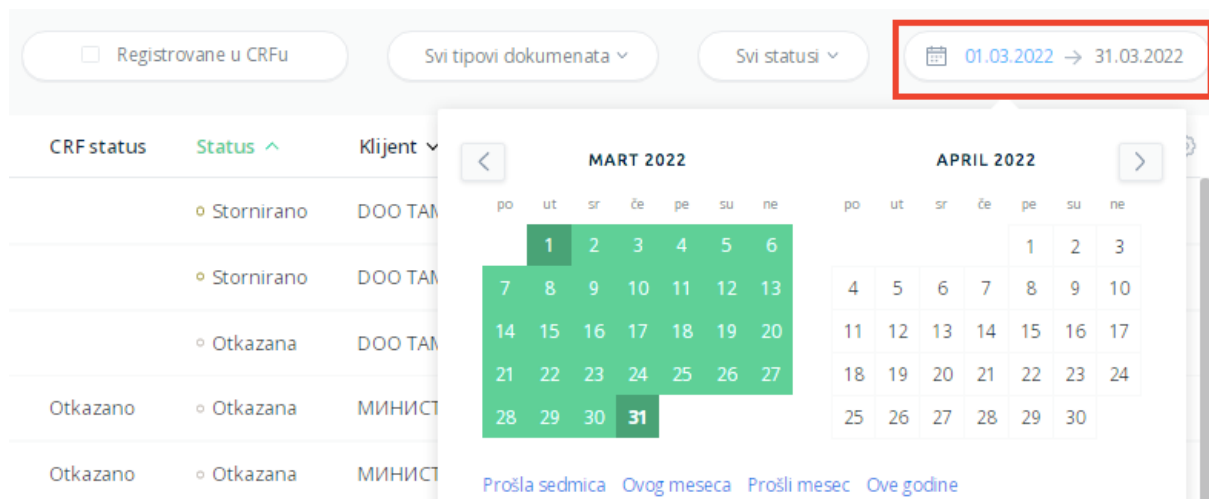 Registrovane u CRFu
Svi tipovi dokumenata
Svi statusi
01.03.2022 → 31.03.2022
CRF status Status Klijent
MART 2022 APRIL 2022
po ut sr če pe su ne po ut sr če pe su ne
Stornirano DOO TAM
1 2 3 4 5 6 1 2 3
Stornirano DOO TAM
7 8 9 10 11 12 13 4 5 6 7 8 9 10
14 15 16 17 18 19 20 11 12 13 14 15 16 17
Otkazana DOO TAM
21 22 23 24 25 26 27 18 19 20 21 22 23 24
Otkazano Otkazana МИНИСТ
28 29 30 31 25 26 27 28 29 30
Otkazano Otkazana МИНИСТ
Prošla sedmica Ovog meseca Prošli mesec Ove godine